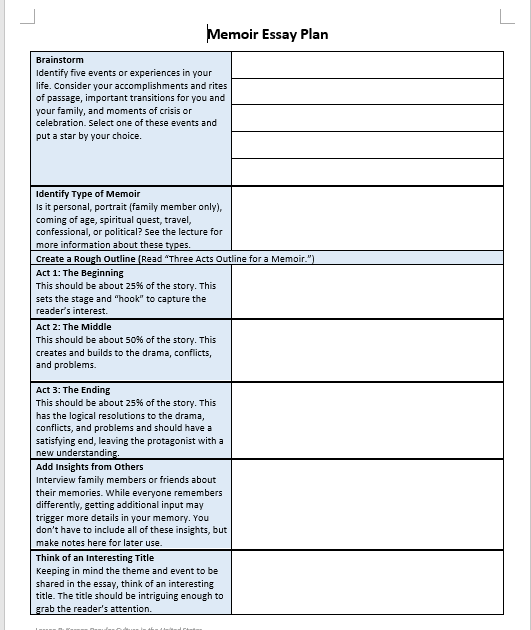 Memoir Essay Plan
Brainstorm
Identify five events or experiences in your
life. Consider your accomplishments and rites
of passage, important transitions for you and
your family, and moments of crisis or
celebration. Select one of these events and
put a star by your choice.
Identify Type of Memoir
Is it personal, portrait (family member only),
coming of age, spiritual quest, travel,
confessional, or political? See the lecture for
more information about these types.
Create a Rough Outline (Read “Three Acts Outline for a Memoir.”)
Act 1: The Beginning
This should be about 25% of the story. This
sets the stage and “hook” to capture the
reader’s interest.
Act 2: The Middle
This should be about 50% of the story. This
creates and builds to the drama, conflicts,
and problems.
Act 3: The Ending
This should be about 25% of the story. This
has the logical resolutions to the drama,
conflicts, and problems and should have a
satisfying end, leaving the protagonist with a
new understanding.
Add Insights from Others
Interview family members or friends about
their memories. While everyone remembers
differently, getting additional input may
trigger more details in your memory. You
don’t have to include all of these insights, but
make notes here for later use.
Think of an Interesting Title
Keeping in mind the theme and event to be
shared in the essay, think of an interesting
title. The title should be intriguing enough to
grab the reader’s attention.